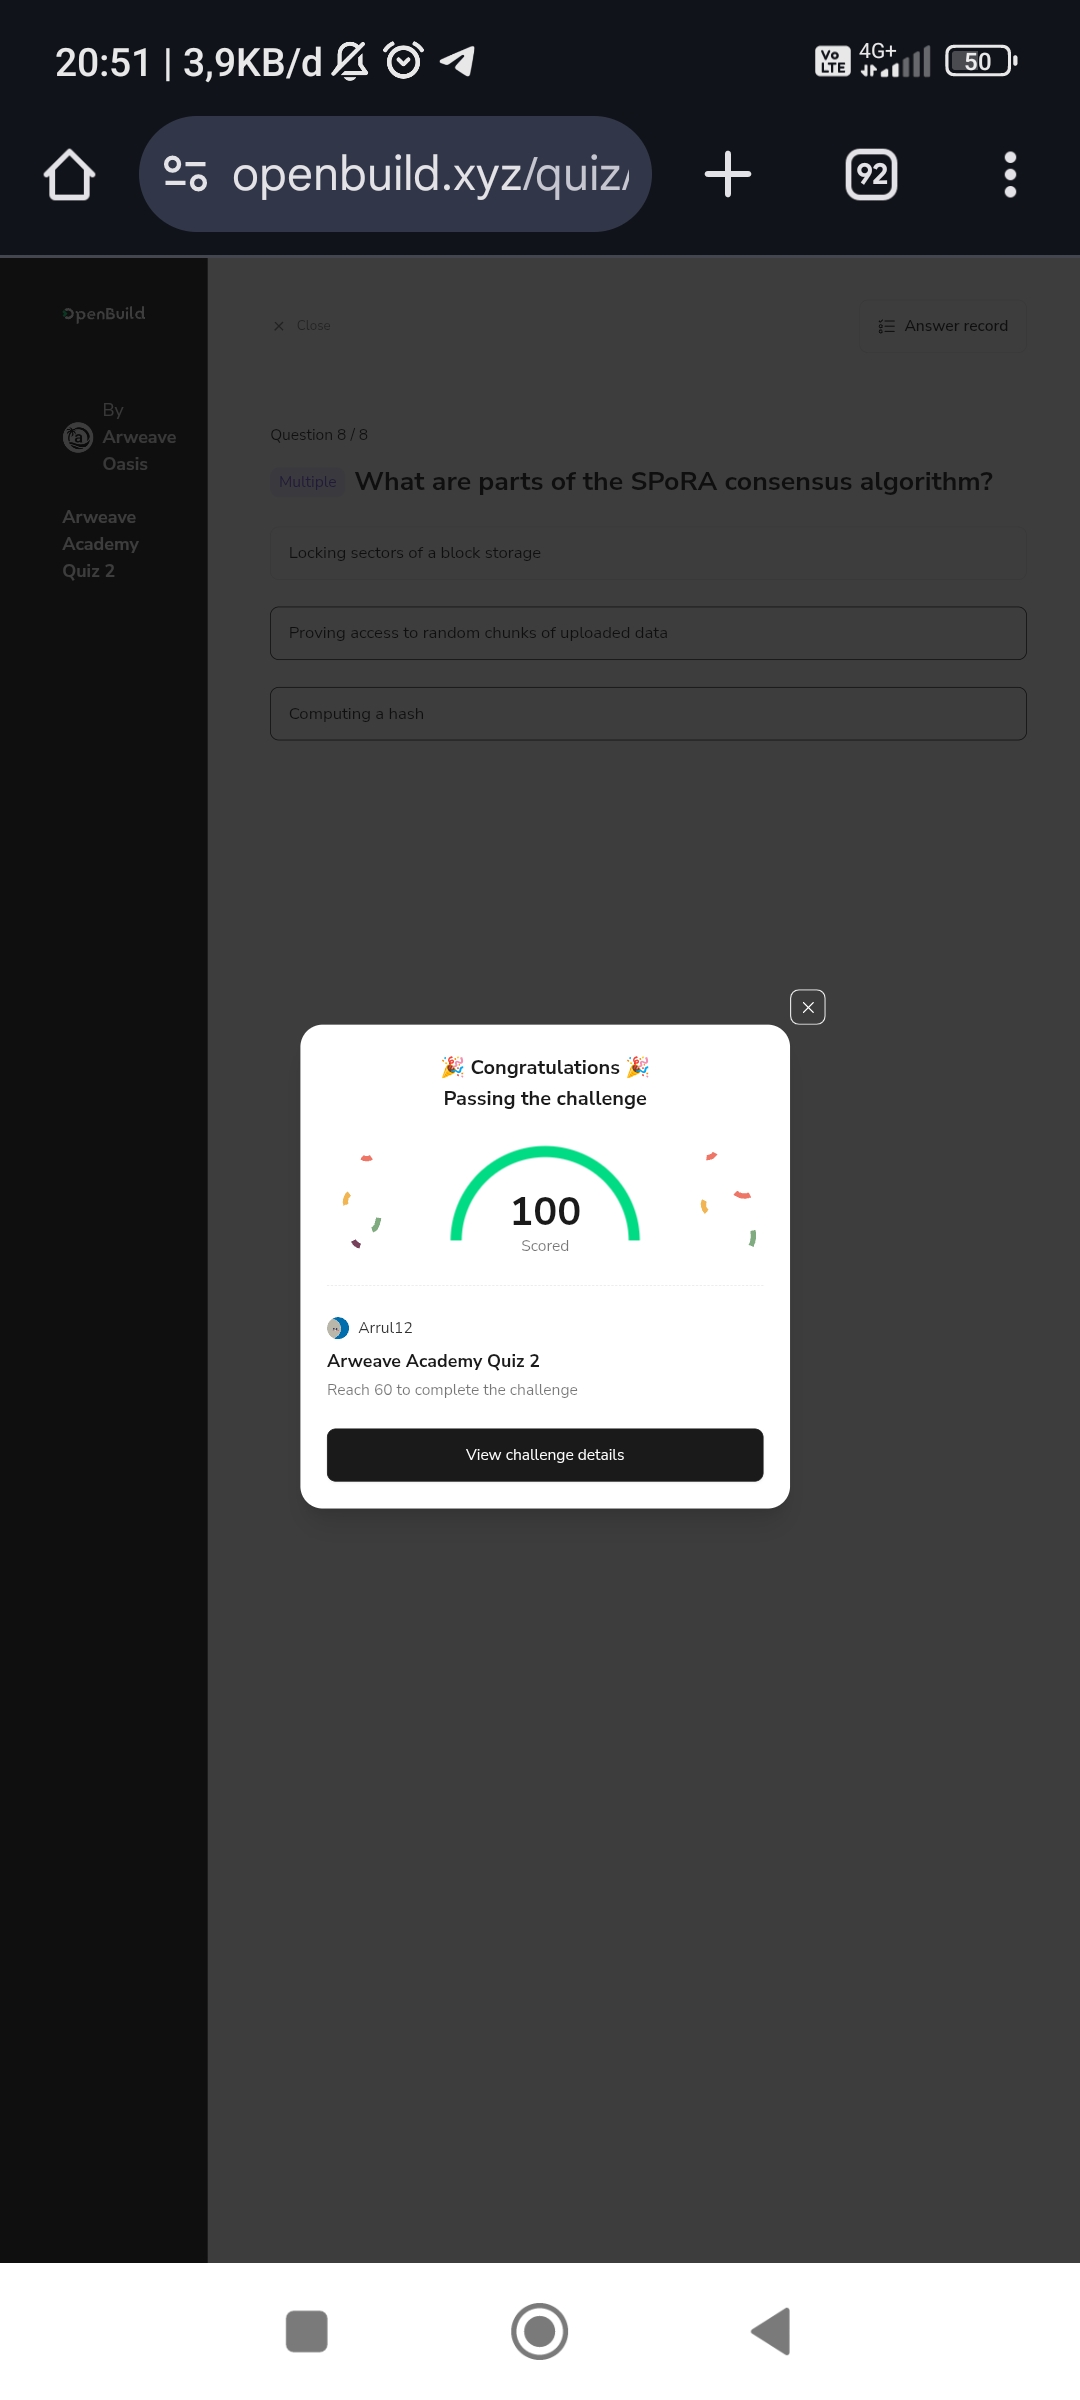 20:51 | 3,9KB/d
Vo LTE 4G+ 50
openbuild.xyz/quiz/
92
OpenBuild
By
Arweave
Oasis
Arweave
Academy
Quiz 2
Close
Answer record
Question 8 / 8
Multiple What are parts of the SPoRA consensus algorithm?
Locking sectors of a block storage
Proving access to random chunks of uploaded data
Computing a hash
🎉 Congratulations 🎉
Passing the challenge
100
Scored
Arrul12
Arweave Academy Quiz 2
Reach 60 to complete the challenge
View challenge details